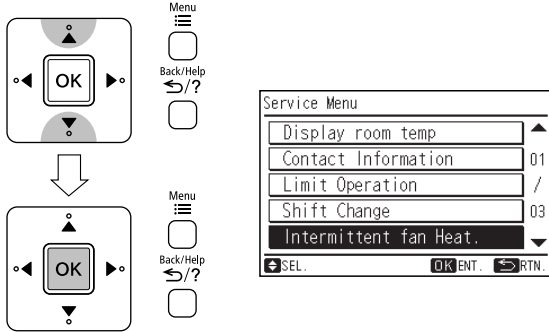 Menu
OK
Back/Help
/?
Menu
OK
Back/Help
/?
Service Menu
Display room temp
Contact Information
Limit Operation
Shift Change
Intermittent fan Heat.
01
/
03
SEL. OK ENT. RTN.